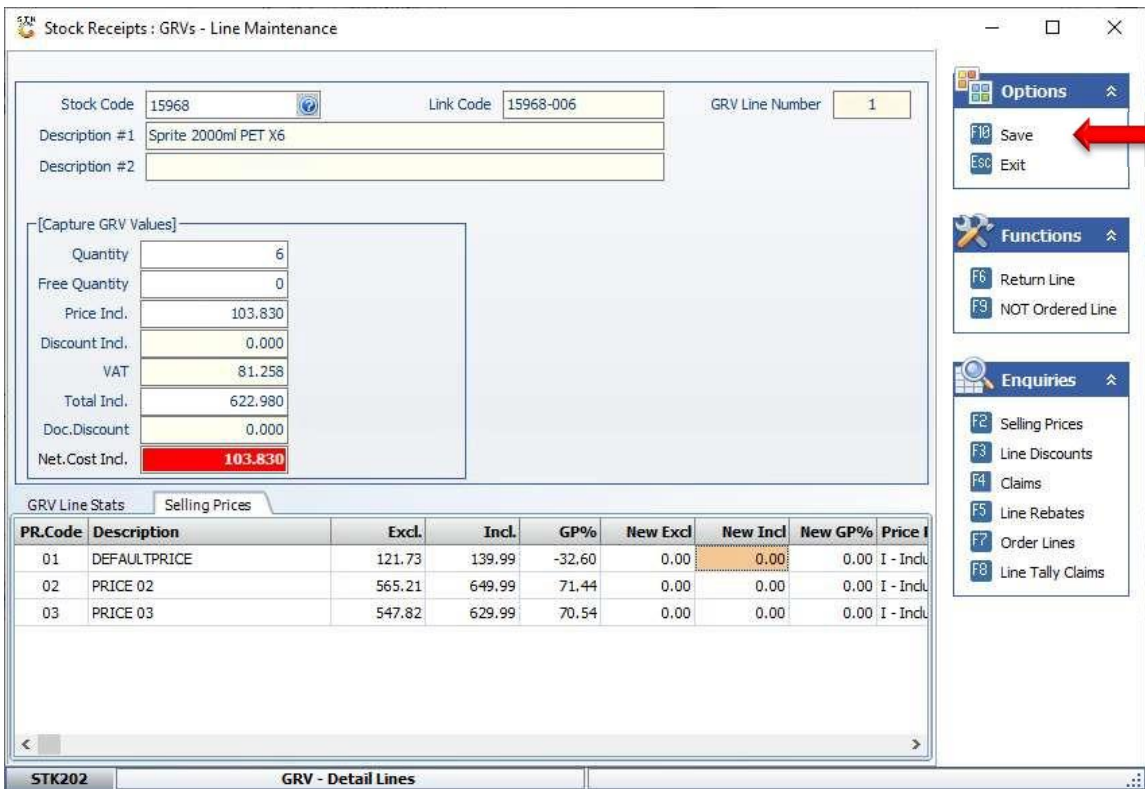 STK Stock Receipts : GRVs - Line Maintenance
Stock Code 15968 Link Code 15968-006 GRV Line Number 1
Description #1 Sprite 2000ml PET X6
Description #2
[Capture GRV Values]
Quantity 6
Free Quantity 0
Price Incl. 103.830
Discount Incl. 0.000
VAT 81.258
Total Incl. 622.980
Doc.Discount 0.000
Net.Cost Incl. 103.830
GRV Line Stats Selling Prices
PR.Code Description Excl. Incl. GP% New Excl New Incl New GP% Price
01 DEFAULTPRICE 121.73 139.99 -32.60 0.00 0.00 0.00 I - Inclu
02 PRICE 02 565.21 649.99 71.44 0.00 0.00 0.00 I - Inclu
03 PRICE 03 547.82 629.99 70.54 0.00 0.00 0.00 I - Inclu
STK202 GRV - Detail Lines
Options
F10 Save
Esc Exit
Functions
F6 Return Line
F9 NOT Ordered Line
Enquiries
F2 Selling Prices
F3 Line Discounts
F4 Claims
F5 Line Rebates
F7 Order Lines
F8 Line Tally Claims